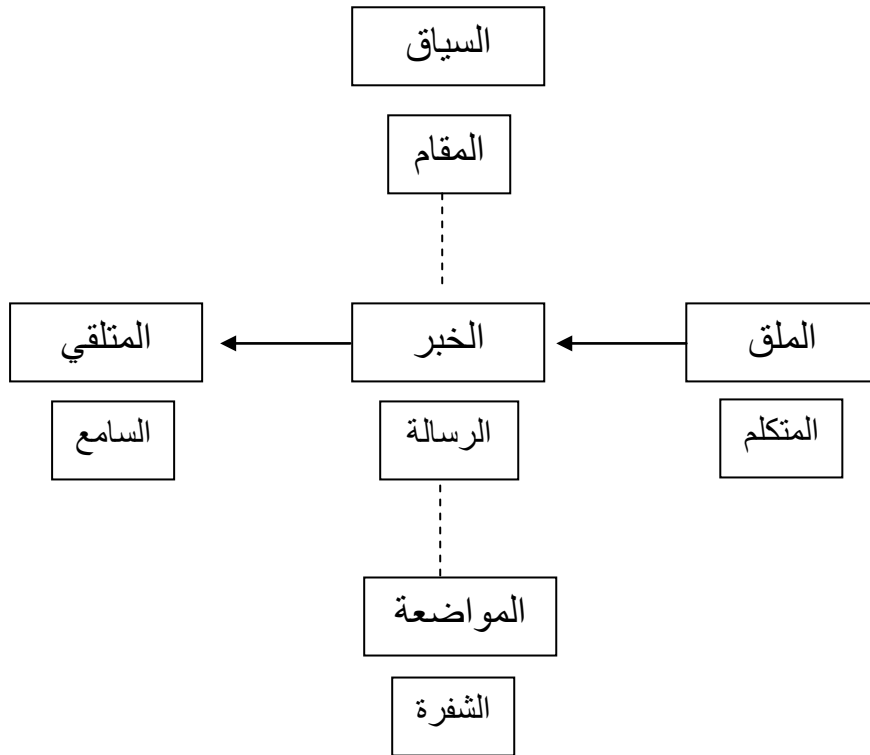 السياق
المقام
الملق
الخبر
المتلقي
المتكلم
الرسالة
السامع
المواضعة
الشفرة